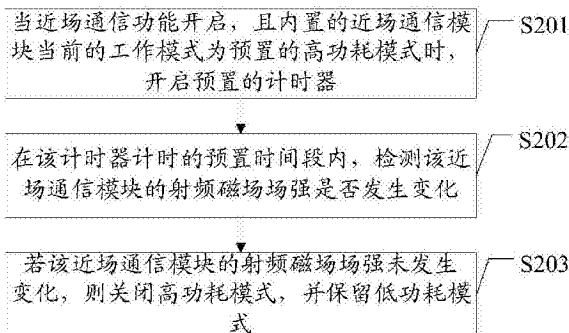 当近场通信功能开启，且内置的近场通信模
块当前的工作模式为预置的高功耗模式时，
开启预置的计时器
S201
在该计时器计时的预置时间段内，检测该近
场通信模块的射频磁场场强是否发生变化
S202
若该近场通信模块的射频磁场场强未发生
变化，则关闭高功耗模式，并保留低功耗模
式
S203